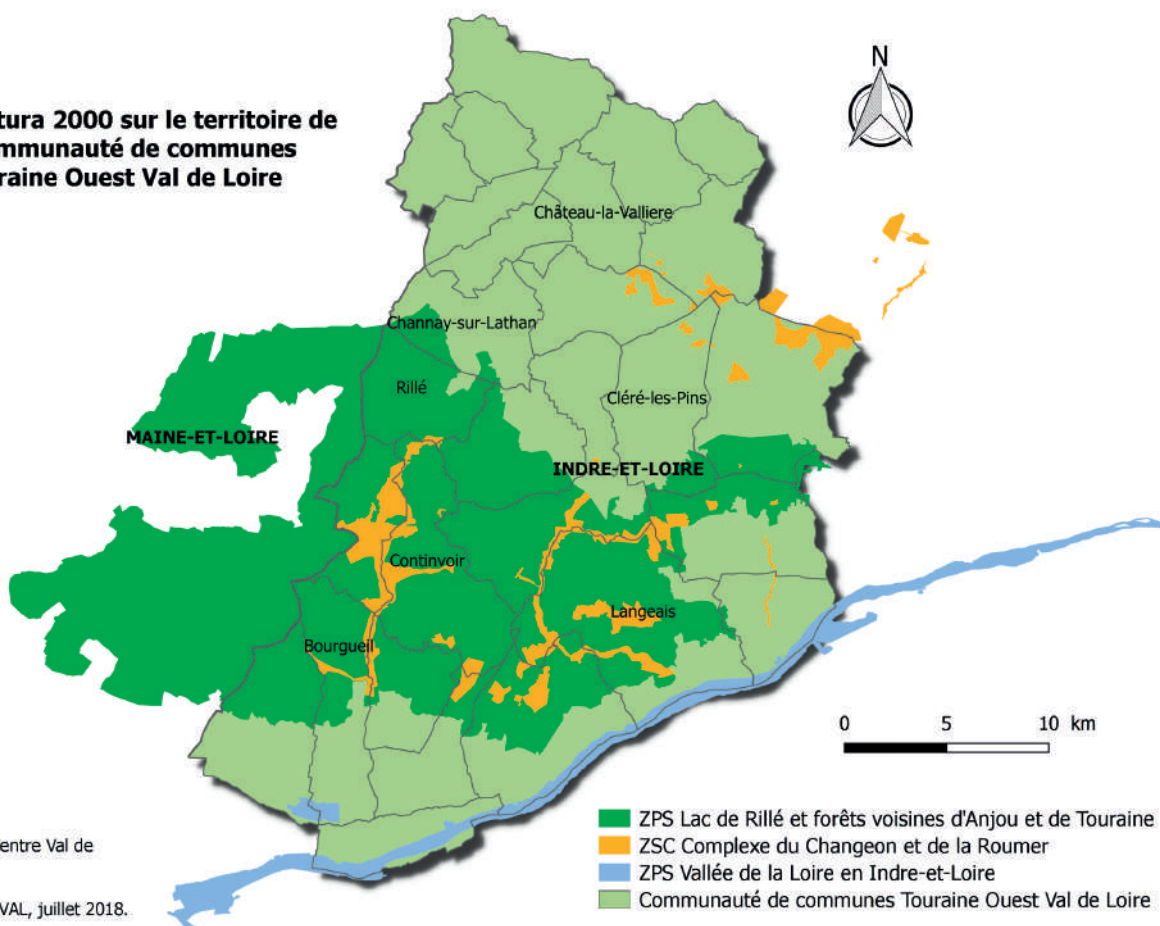 tura 2000 sur le territoire de
mmunauté de communes
raine Ouest Val de Loire
N
Château-la-Valliere
Channay-sur-Lathan
Rillé
Cléré-les-Pins
MAINE-ET-LOIRE
INDRE-ET-LOIRE
Continvoir
Langeais
Bourgueil
0 5 10 km
ZPS Lac de Rillé et forêts voisines d'Anjou et de Touraine
ZSC Complexe du Changeon et de la Roumer
ZPS Vallée de la Loire en Indre-et-Loire
Communauté de communes Touraine Ouest Val de Loire
entre Val de
VAL, juillet 2018.